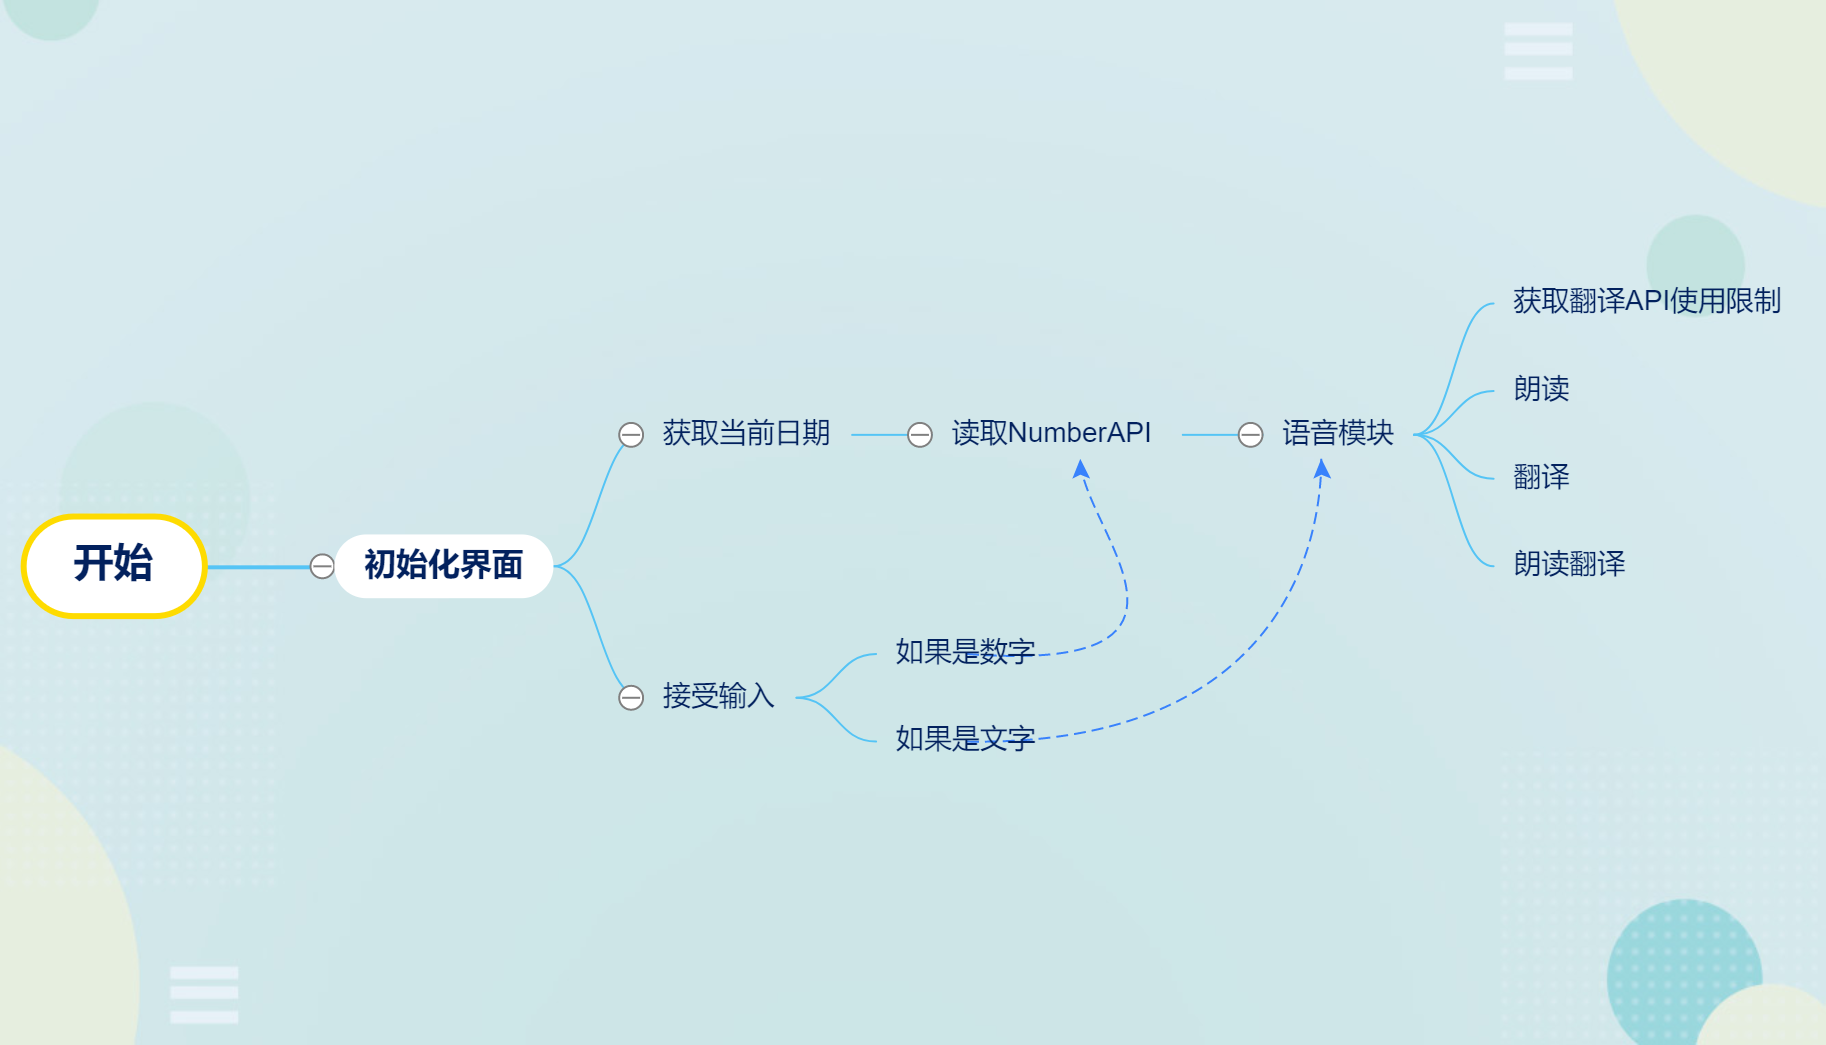 开始
初始化界面
获取当前日期
读取NumberAPI
语音模块
获取翻译API使用限制
朗读
翻译
朗读翻译
接受输入
如果是数字
如果是文字